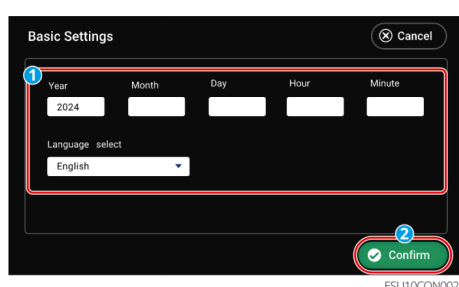 Basic Settings
Cancel
1
Year Month Day Hour Minute
2024
Language select
English
2
Confirm
ESU10CON002